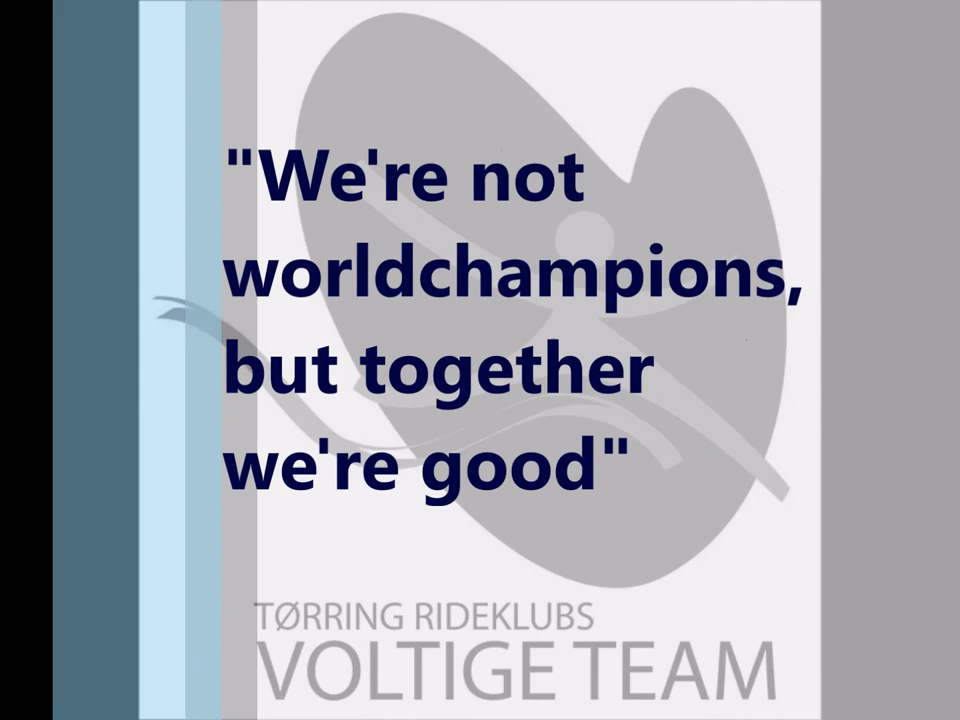 "We're not
worldchampions,
but together
we're good"
TØRRING RIDEKLUBS
VOLTIGE TEAM